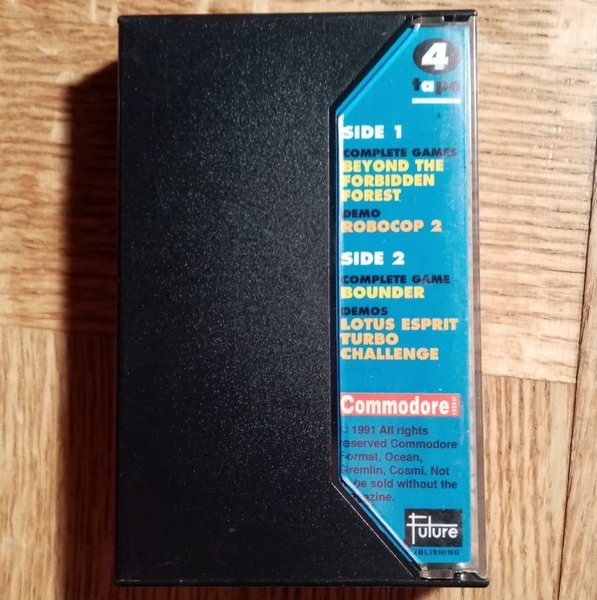 4
tape
SIDE 1
COMPLETE GAMES
BEYOND THE
FORBIDDEN
FOREST
DEMO
ROBOCOP 2
SIDE 2
COMPLETE GAME
BOUNDER
DEMOS
LOTUS ESPRIT
TURBO
CHALLENGE
Commodore
FORMAT
© 1991 All rights
reserved Commodore
Format, Ocean,
Gremlin, Cosmi. Not
be sold without the
magazine.
Future
PUBLISHING